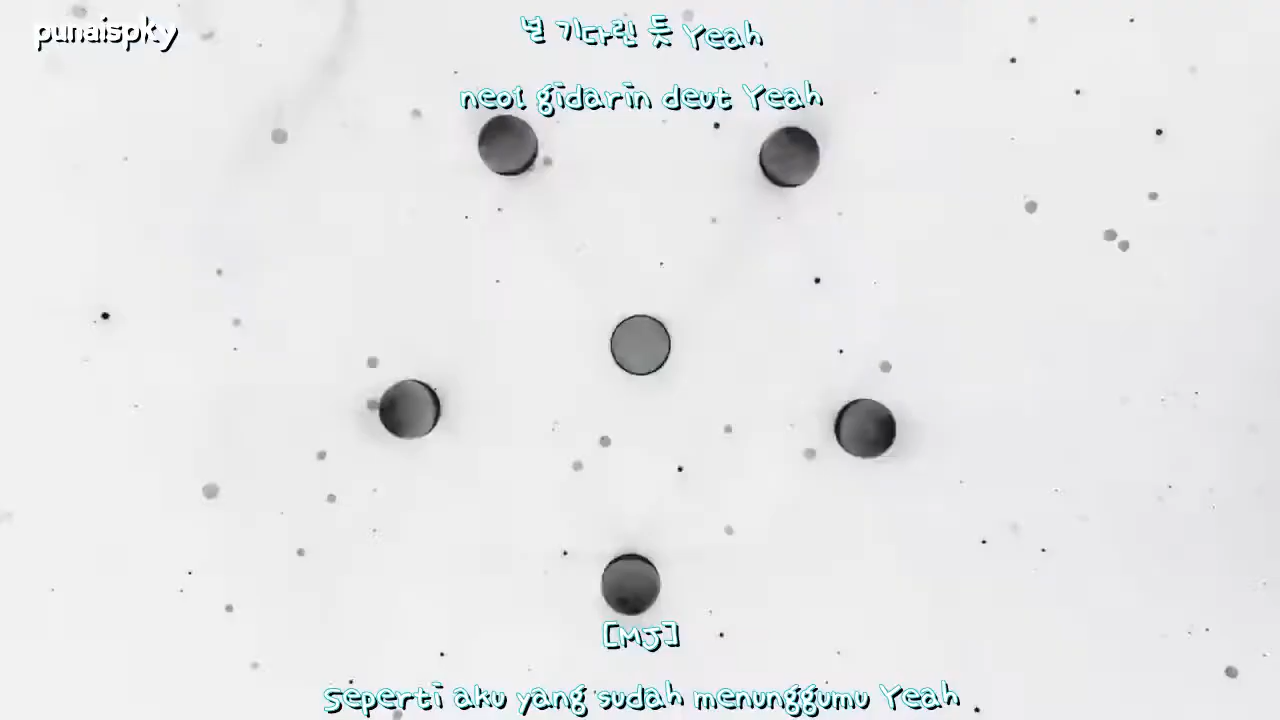 punaispky
널 기다린 듯 Yeah
neol gidarin deut Yeah
[MJ]
Seperti aku yang sudah menunggumu Yeah